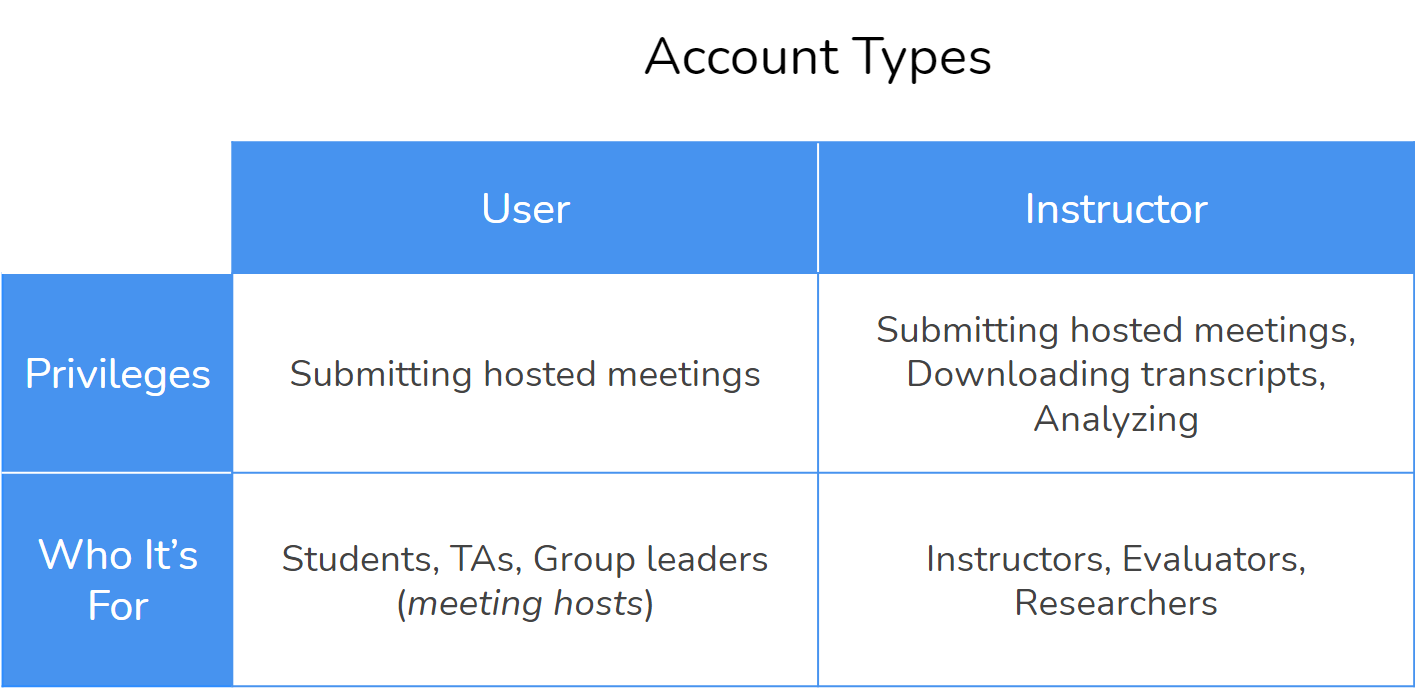 Account Types
User
Instructor
Privileges
Submitting hosted meetings
Submitting hosted meetings,
Downloading transcripts,
Analyzing
Who It’s
For
Students, TAs, Group leaders
(meeting hosts)
Instructors, Evaluators,
Researchers